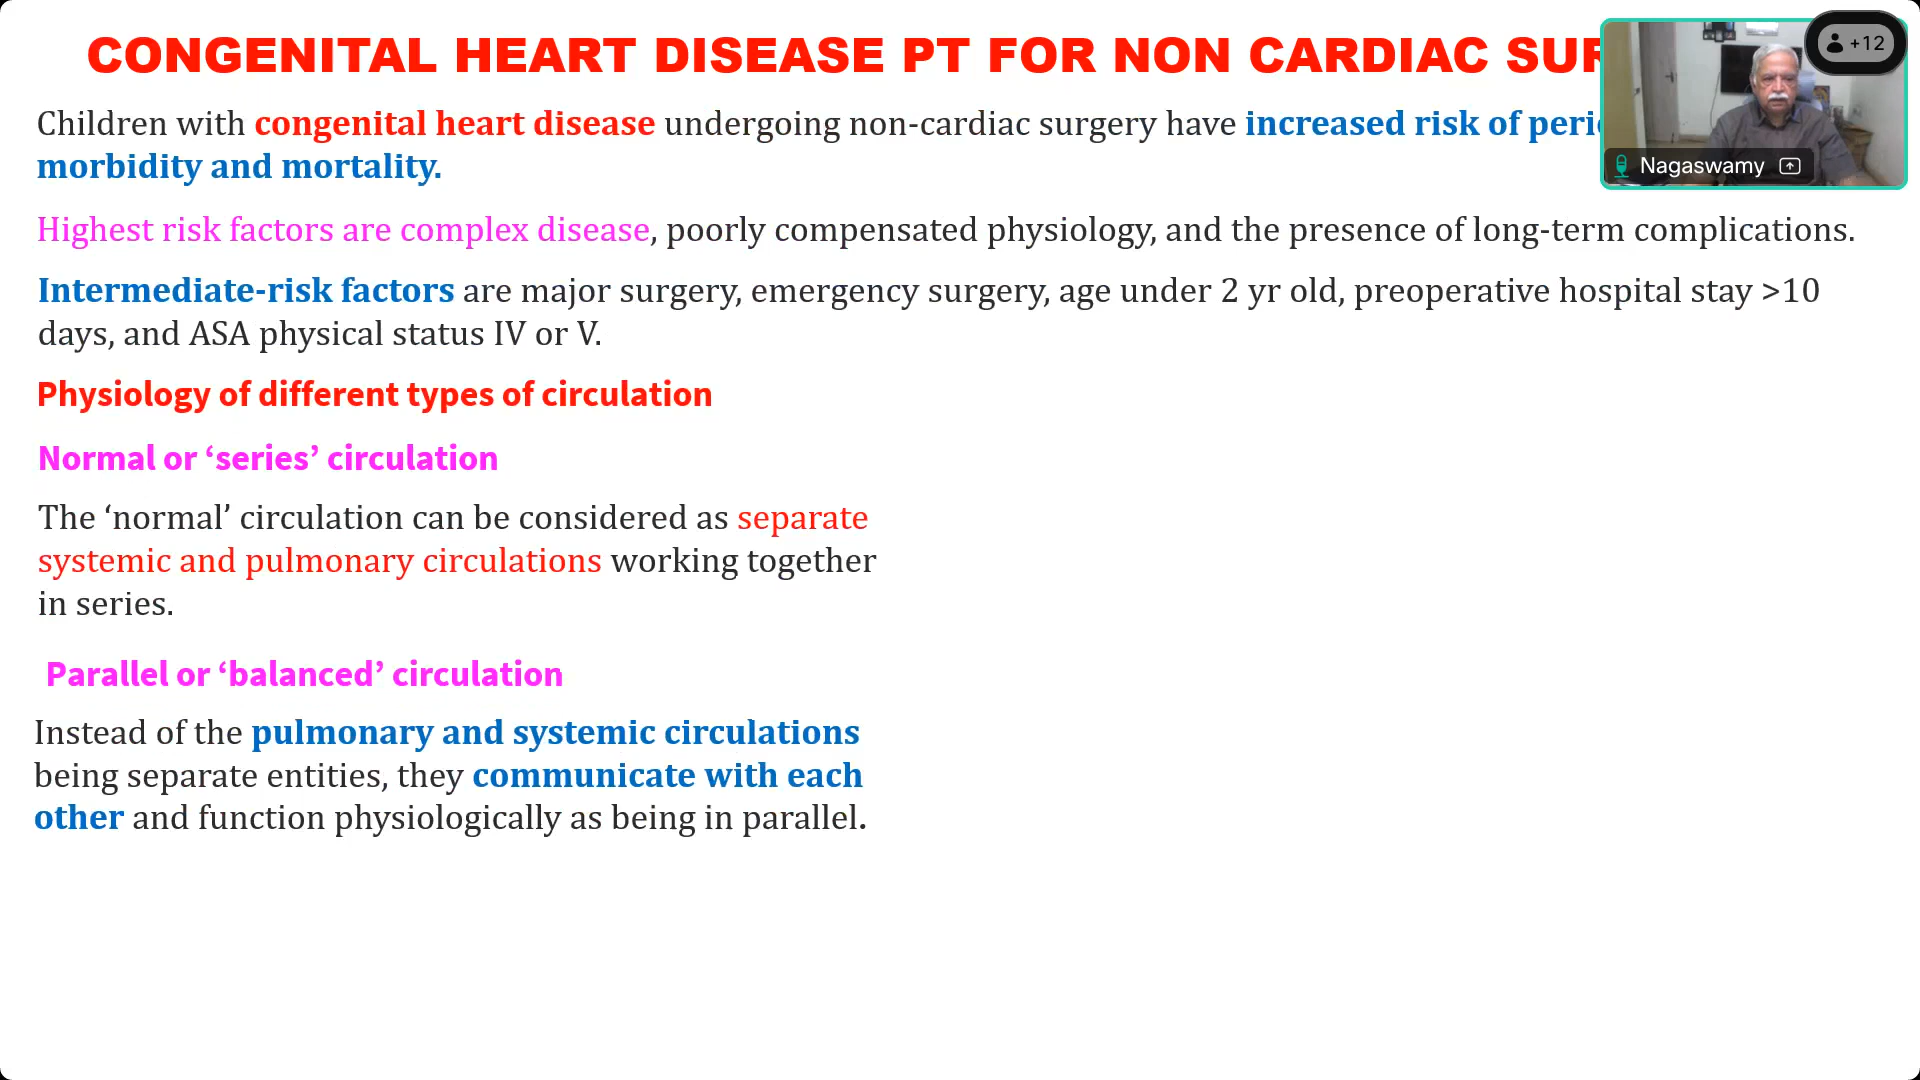 CONGENITAL HEART DISEASE PT FOR NON CARDIAC SUR
+12
Children with congenital heart disease undergoing non-cardiac surgery have increased risk of peri
morbidity and mortality.
Nagaswamy
Highest risk factors are complex disease, poorly compensated physiology, and the presence of long-term complications.
Intermediate-risk factors are major surgery, emergency surgery, age under 2 yr old, preoperative hospital stay >10
days, and ASA physical status IV or V.
Physiology of different types of circulation
Normal or ‘series’ circulation
The ‘normal’ circulation can be considered as separate
systemic and pulmonary circulations working together
in series.
Parallel or ‘balanced’ circulation
Instead of the pulmonary and systemic circulations
being separate entities, they communicate with each
other and function physiologically as being in parallel.